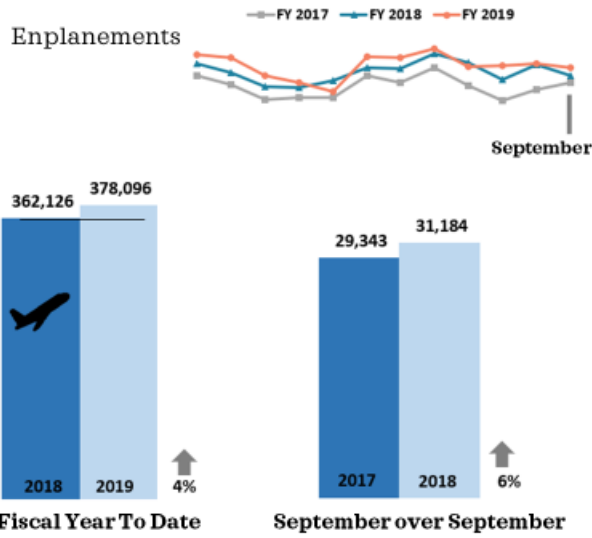 FY 2017 FY 2018 FY 2019
Enplanements
September
362,126 378,096
29,343 31,184
2018 2019 4%
2017 2018 6%
Fiscal Year To Date
September over September